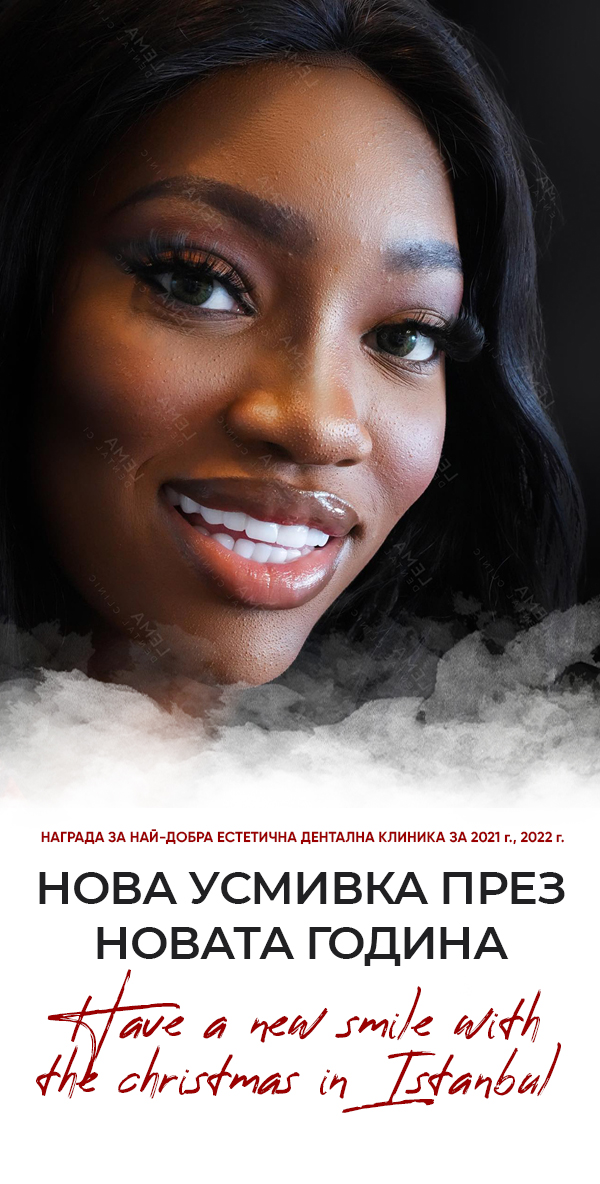 НАГРАДА ЗА НАЙ-ДОБРА ЕСТЕТИЧНА ДЕНТАЛНА КЛИНИКА ЗА 2021 г., 2022 г.
НОВА УСМИВКА ПРЕЗ
НОВАТА ГОДИНА
Have a new smile with
the christmas in Istanbul